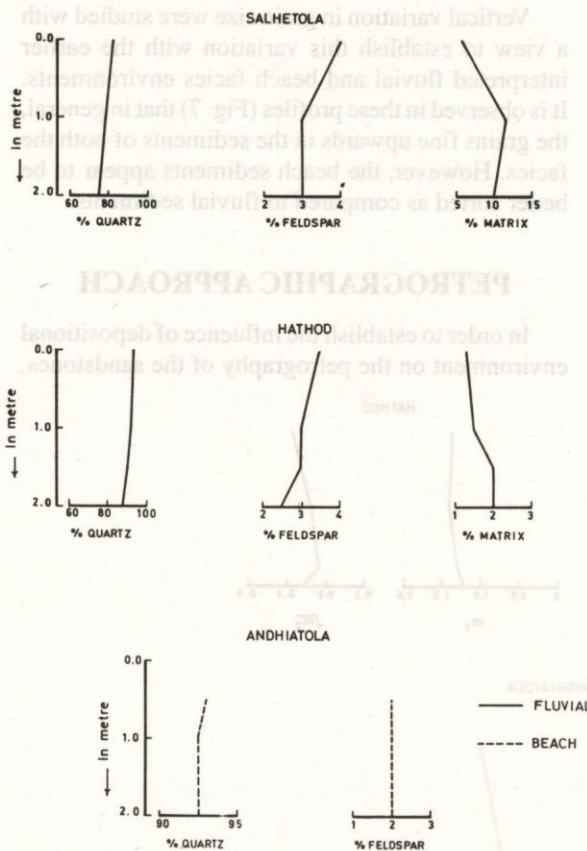 Vertical variation in grain size were studied with
SALHETOLA
a view to establish this variation with the earlier
interpreted fluvial and beach facies environments.
It is observed in these profiles (Fig. 7) that in general,
the grains fine upwards in the sediments of both the
facies. However, the beach sediments appear to be
better sorted as compared to fluvial
In metre
0.0
1.0
2.0
60 80 100
% QUARTZ
2 3 4
% FELDSPAR
5 10 15
% MATRIX
PETROGRAPHIC APPROACH
In order to establish the influence of depositional
environment on the petrography of the sandstones,
HATHOD
In metre
0.0
1.0
2.0
60 80 100
% QUARTZ
2 3 4
% FELDSPAR
1 2 3
% MATRIX
HATHOD
ANDHIATOLA
In metre
0.0
1.0
2.0
90 95
% QUARTZ
1 2 3
% FELDSPAR
FLUVIAL
BEACH